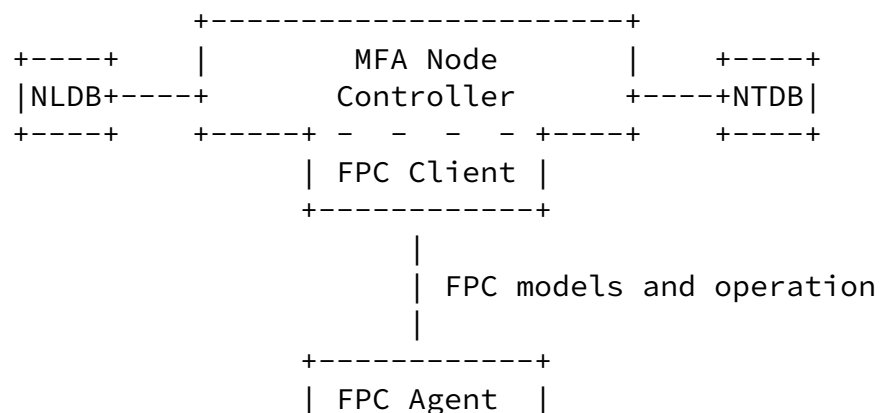 +-----------------------+
+----+     |        MFA Node       |    +----+
|NLDB+-----+       Controller      +----+NTDB|
+----+     +-----+ -  -  -  - +----+    +----+
                 | FPC Client |
                 +------------+
                       |
                       | FPC models and operation
                       |
                 +------------+
                 | FPC Agent  |